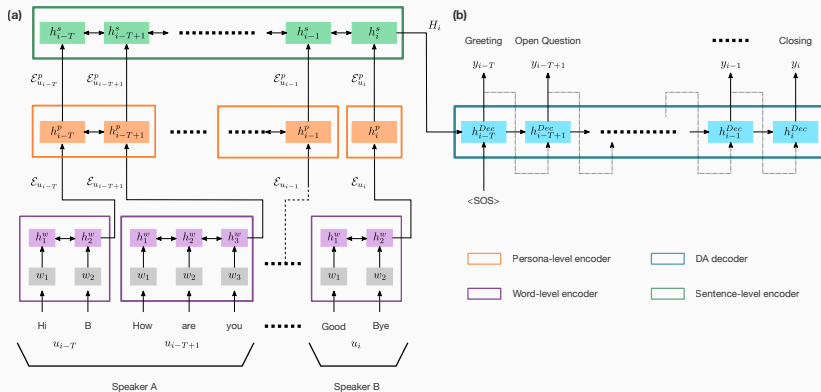 (a)
h^s_{i-T} h^s_{i-T+1} h^s_{i-1} h^s_i H_i
ℰ^p_{u_{i-T}} ℰ^p_{u_{i-T+1}} ℰ^p_{u_{i-1}} ℰ^p_{u_i}
h^p_{i-T} h^p_{i-T+1} h^p_{i-1} h^p_i
ℰ_{u_{i-T}} ℰ_{u_{i-T+1}} ℰ_{u_{i-1}} ℰ_{u_i}
h^w_1 h^w_2 h^w_1 h^w_2 h^w_3 h^w_1 h^w_2
w_1 w_2 w_1 w_2 w_3 w_1 w_2
Hi B How are you Good Bye
u_{i-T} u_{i-T+1} u_i
Speaker A Speaker B
(b)
Greeting Open Question Closing
y_{i-T} y_{i-T+1} y_{i-1} y_i
h^{Dec}_{i-T} h^{Dec}_{i-T+1} h^{Dec}_{i-1} h^{Dec}_i
<SOS>
Persona-level encoder DA decoder
Word-level encoder Sentence-level encoder